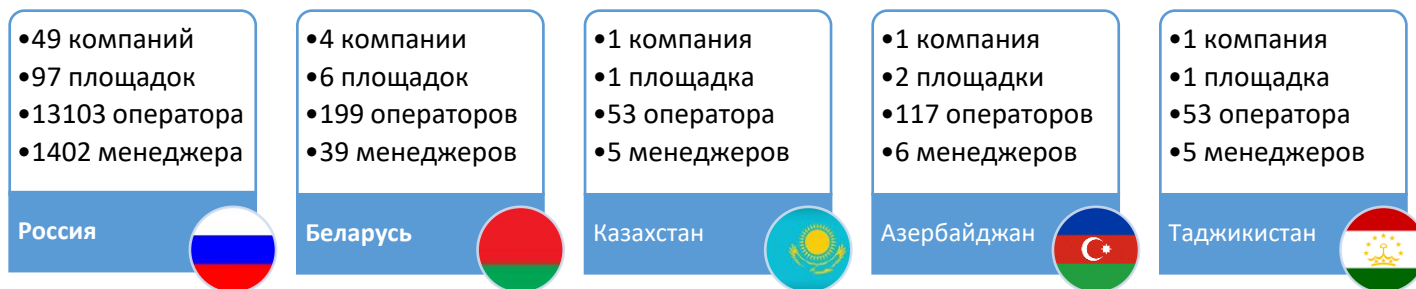 •49 компаний
•97 площадок
•13103 оператора
•1402 менеджера
Россия
•4 компании
•6 площадок
•199 операторов
•39 менеджеров
Беларусь
•1 компания
•1 площадка
•53 оператора
•5 менеджеров
Казахстан
•1 компания
•2 площадки
•117 операторов
•6 менеджеров
Азербайджан
•1 компания
•1 площадка
•53 оператора
•5 менеджеров
Таджикистан